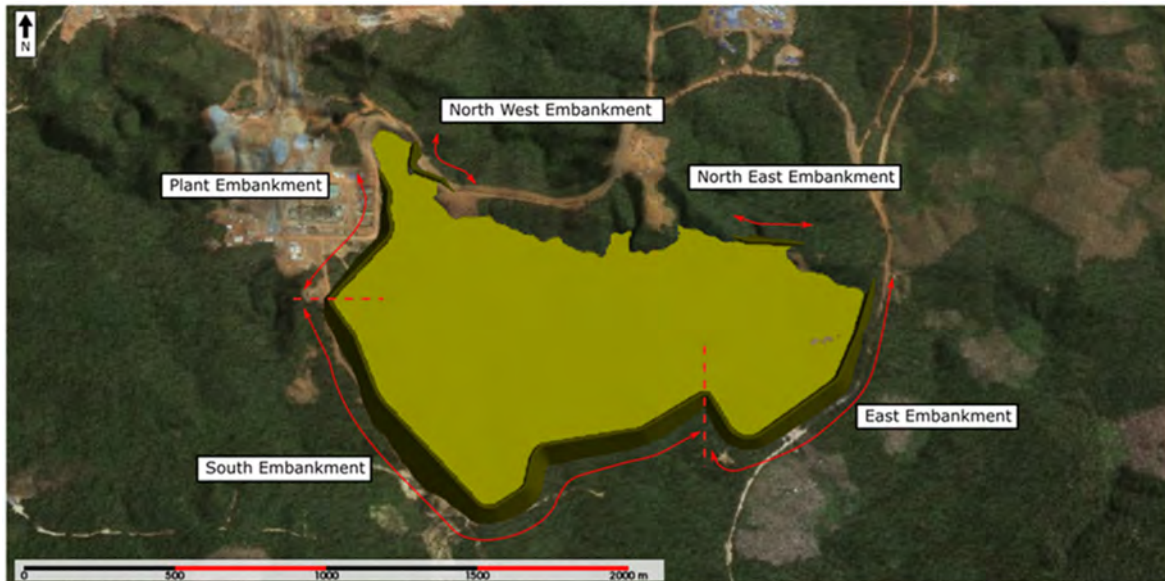 N
North West Embankment
North East Embankment
Plant Embankment
East Embankment
South Embankment
0 500 1000 1500 2000 m